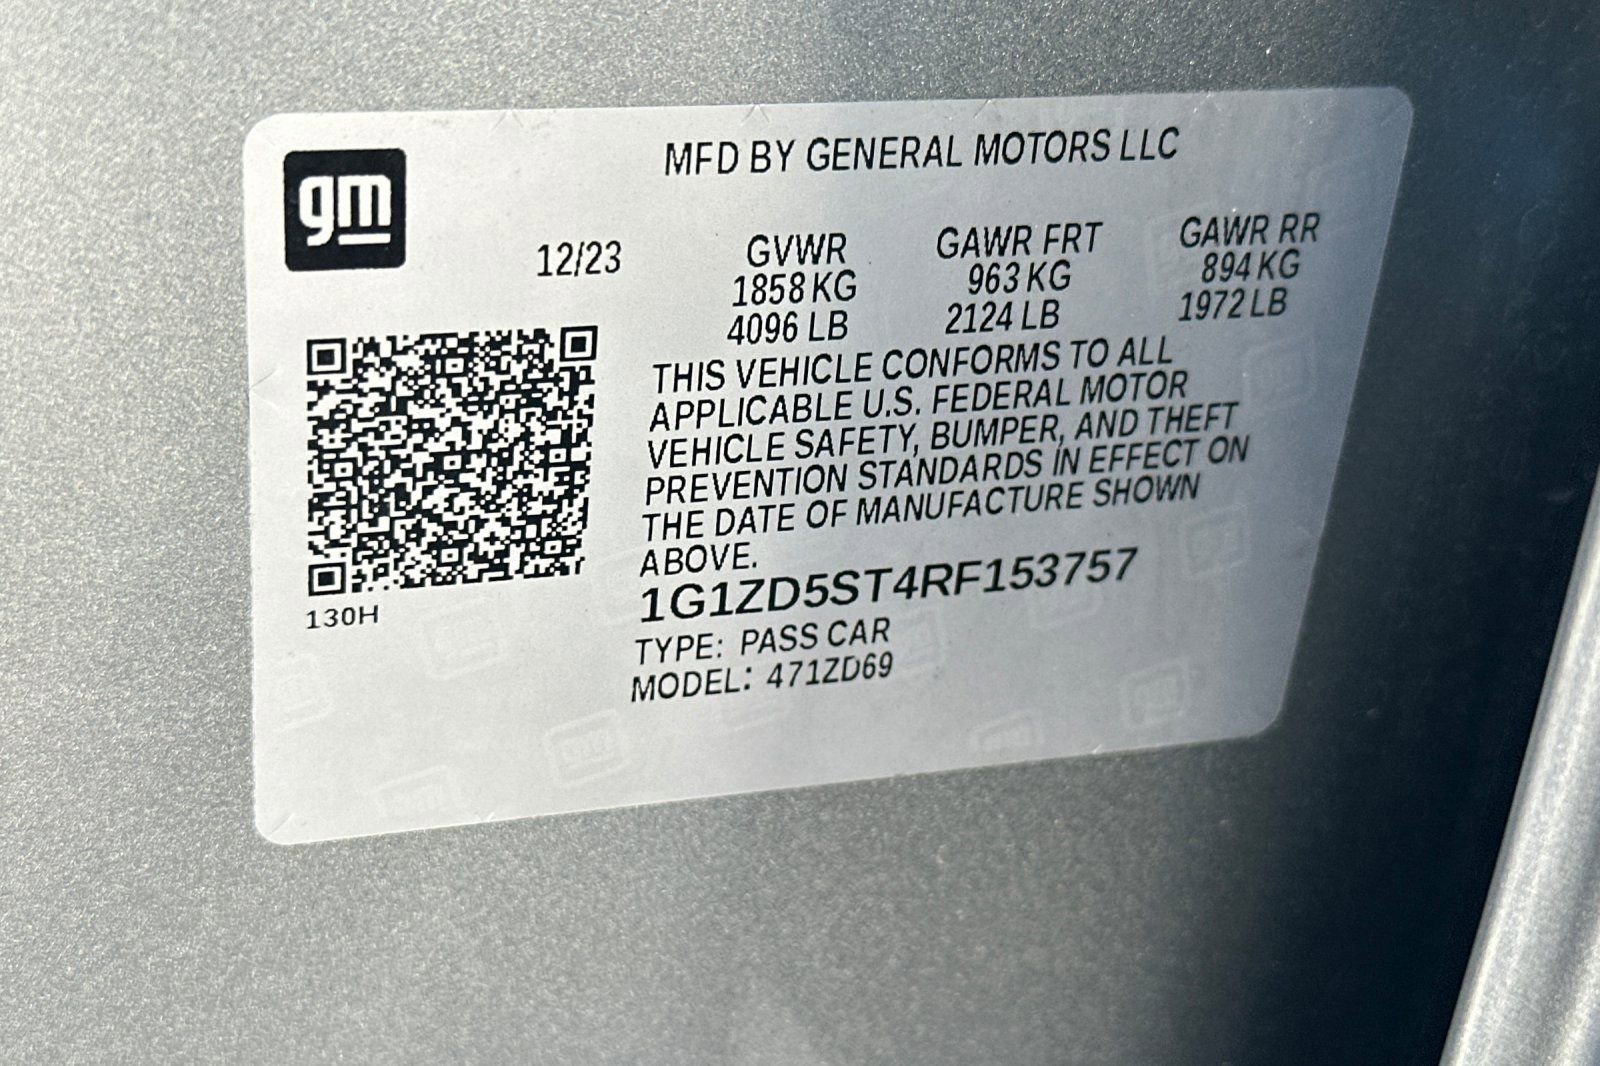 MFD BY GENERAL MOTORS LLC
gm
12/23
GVWR
1858 KG
4096 LB
GAWR FRT
963 KG
2124 LB
GAWR RR
894 KG
1972 LB
THIS VEHICLE CONFORMS TO ALL
APPLICABLE U.S. FEDERAL MOTOR
VEHICLE SAFETY, BUMPER, AND THEFT
PREVENTION STANDARDS IN EFFECT ON
THE DATE OF MANUFACTURE SHOWN
ABOVE.
1G1ZD5ST4RF153757
TYPE: PASS CAR
MODEL: 471ZD69
130H